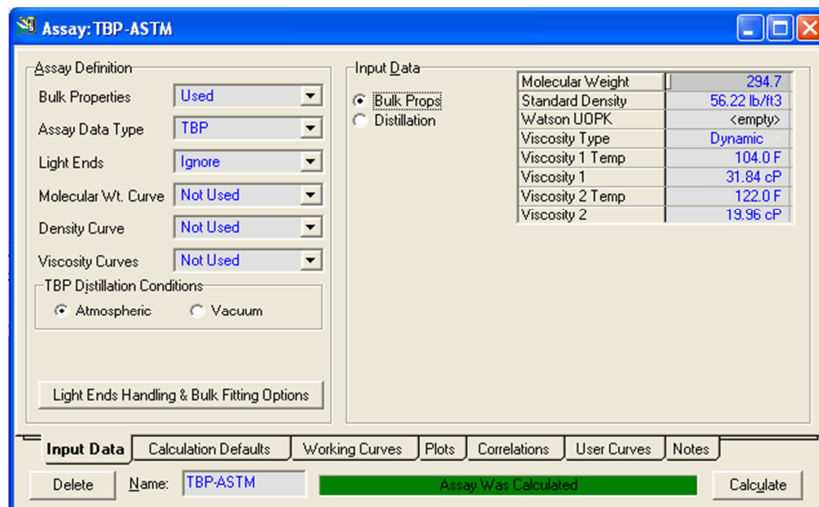 Assay: TBP-ASTM
Assay Definition
Bulk Properties Used
Assay Data Type TBP
Light Ends Ignore
Molecular Wt. Curve Not Used
Density Curve Not Used
Viscosity Curves Not Used
TBP Distillation Conditions
Atmospheric Vacuum
Light Ends Handling & Bulk Fitting Options
Input Data
Bulk Props
Distillation
Molecular Weight 294.7
Standard Density 56.22 lb/ft3
Watson UOPK <empty>
Viscosity Type Dynamic
Viscosity 1 Temp 104.0 F
Viscosity 1 31.84 cP
Viscosity 2 Temp 122.0 F
Viscosity 2 19.96 cP
Input Data Calculation Defaults Working Curves Plots Correlations User Curves Notes
Delete Name: TBP-ASTM Assay Was Calculated Calculate